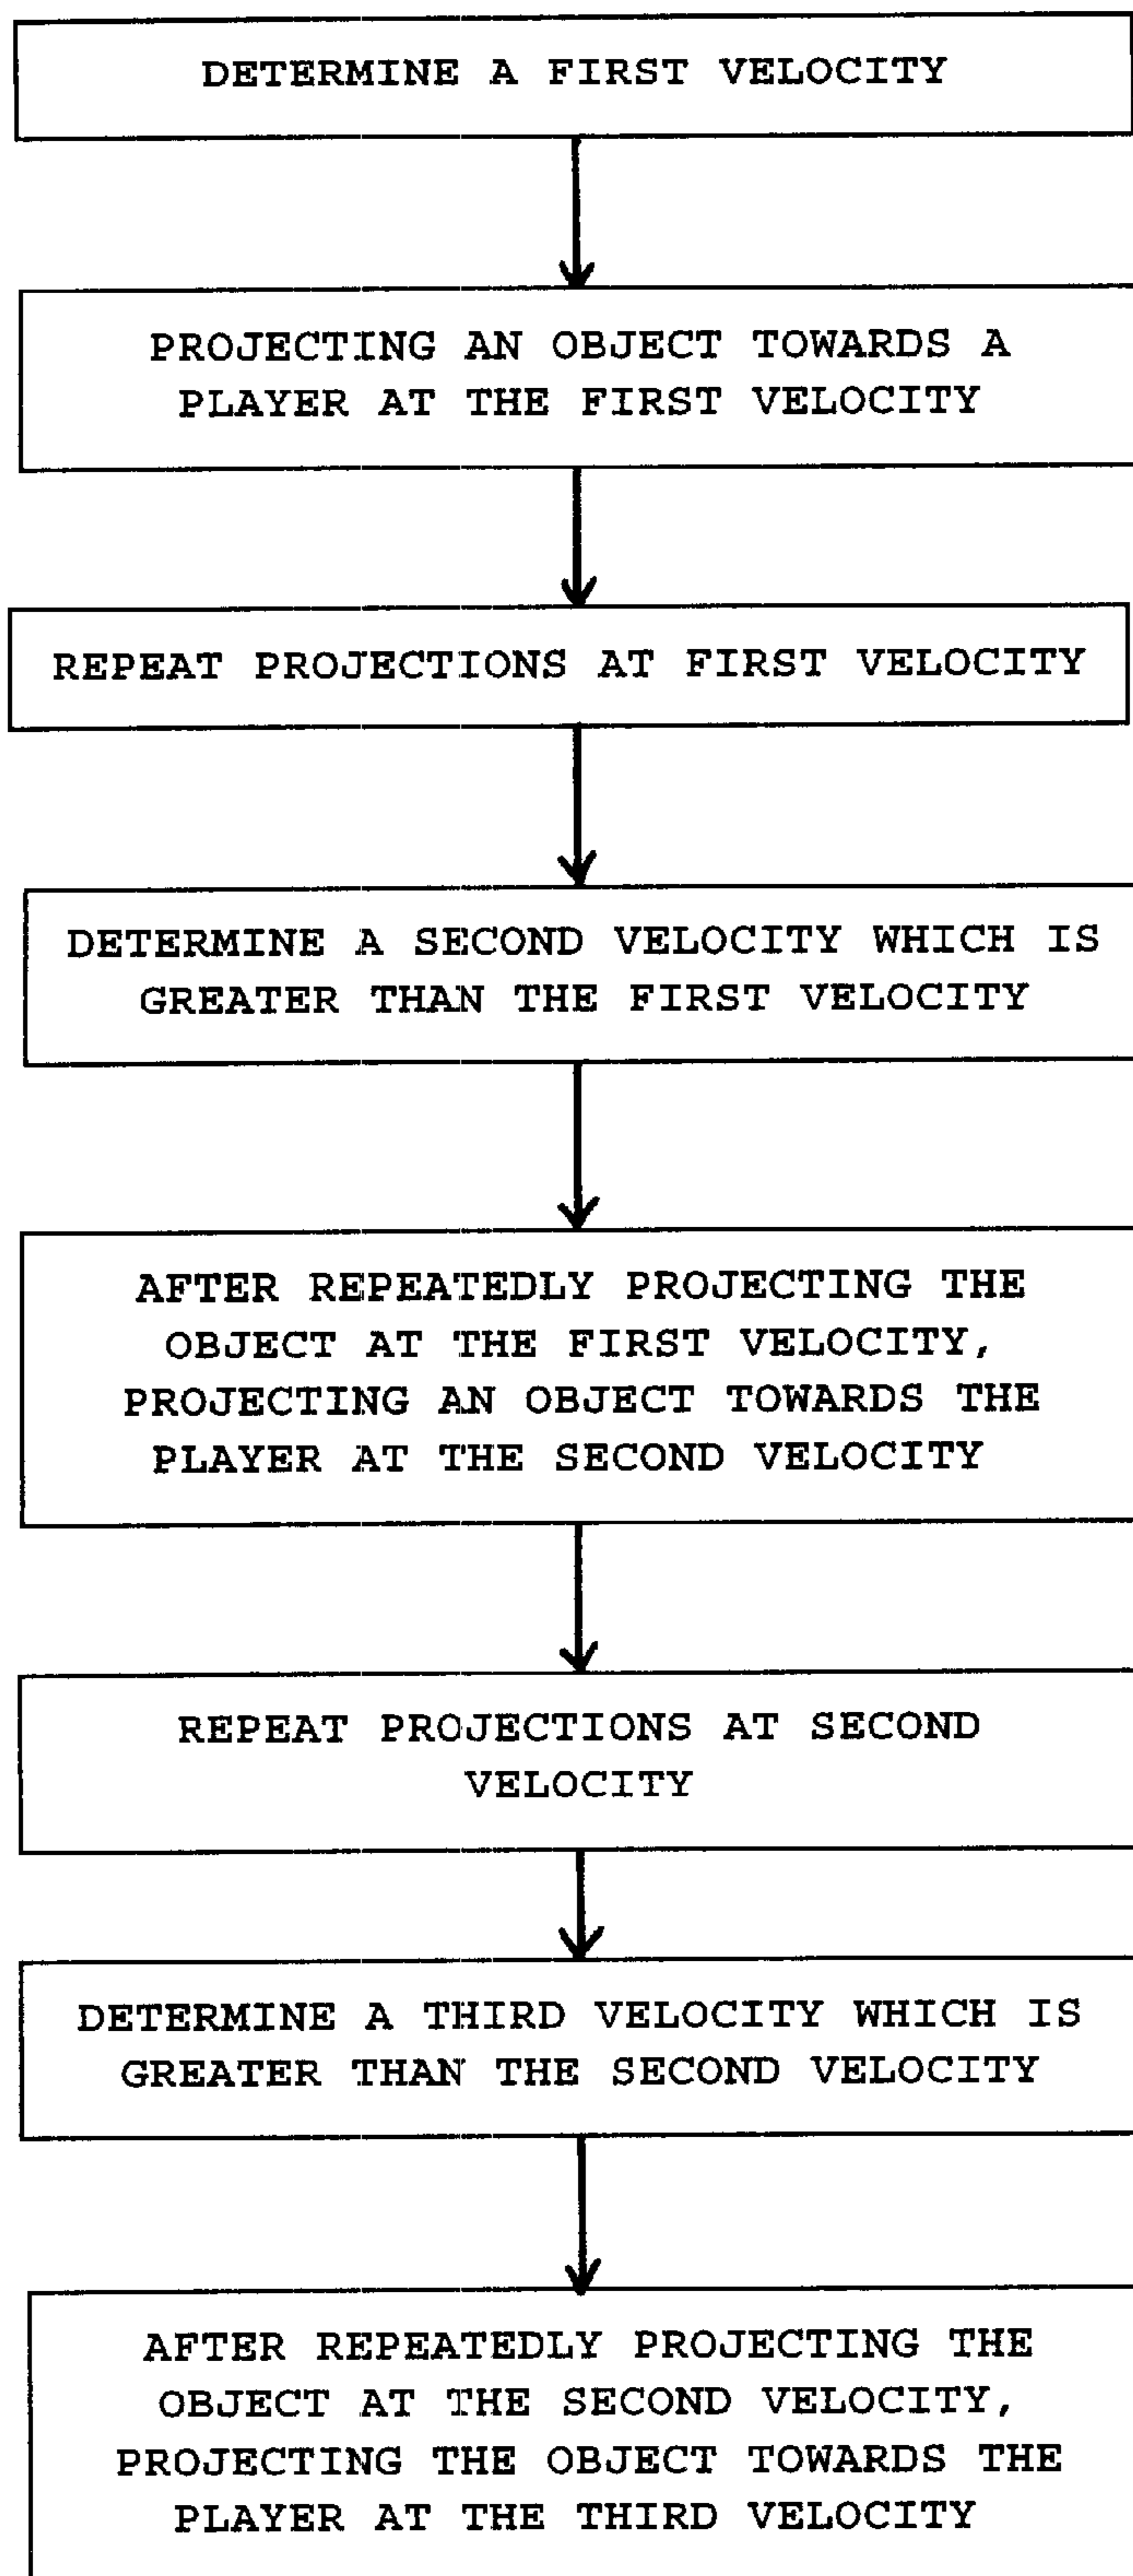 DETERMINE A FIRST VELOCITY
PROJECTING AN OBJECT TOWARDS A
PLAYER AT THE FIRST VELOCITY
REPEAT PROJECTIONS AT FIRST VELOCITY
DETERMINE A SECOND VELOCITY WHICH IS
GREATER THAN THE FIRST VELOCITY
AFTER REPEATEDLY PROJECTING THE
OBJECT AT THE FIRST VELOCITY,
PROJECTING AN OBJECT TOWARDS THE
PLAYER AT THE SECOND VELOCITY
REPEAT PROJECTIONS AT SECOND
VELOCITY
DETERMINE A THIRD VELOCITY WHICH IS
GREATER THAN THE SECOND VELOCITY
AFTER REPEATEDLY PROJECTING THE
OBJECT AT THE SECOND VELOCITY,
PROJECTING THE OBJECT TOWARDS THE
PLAYER AT THE THIRD VELOCITY